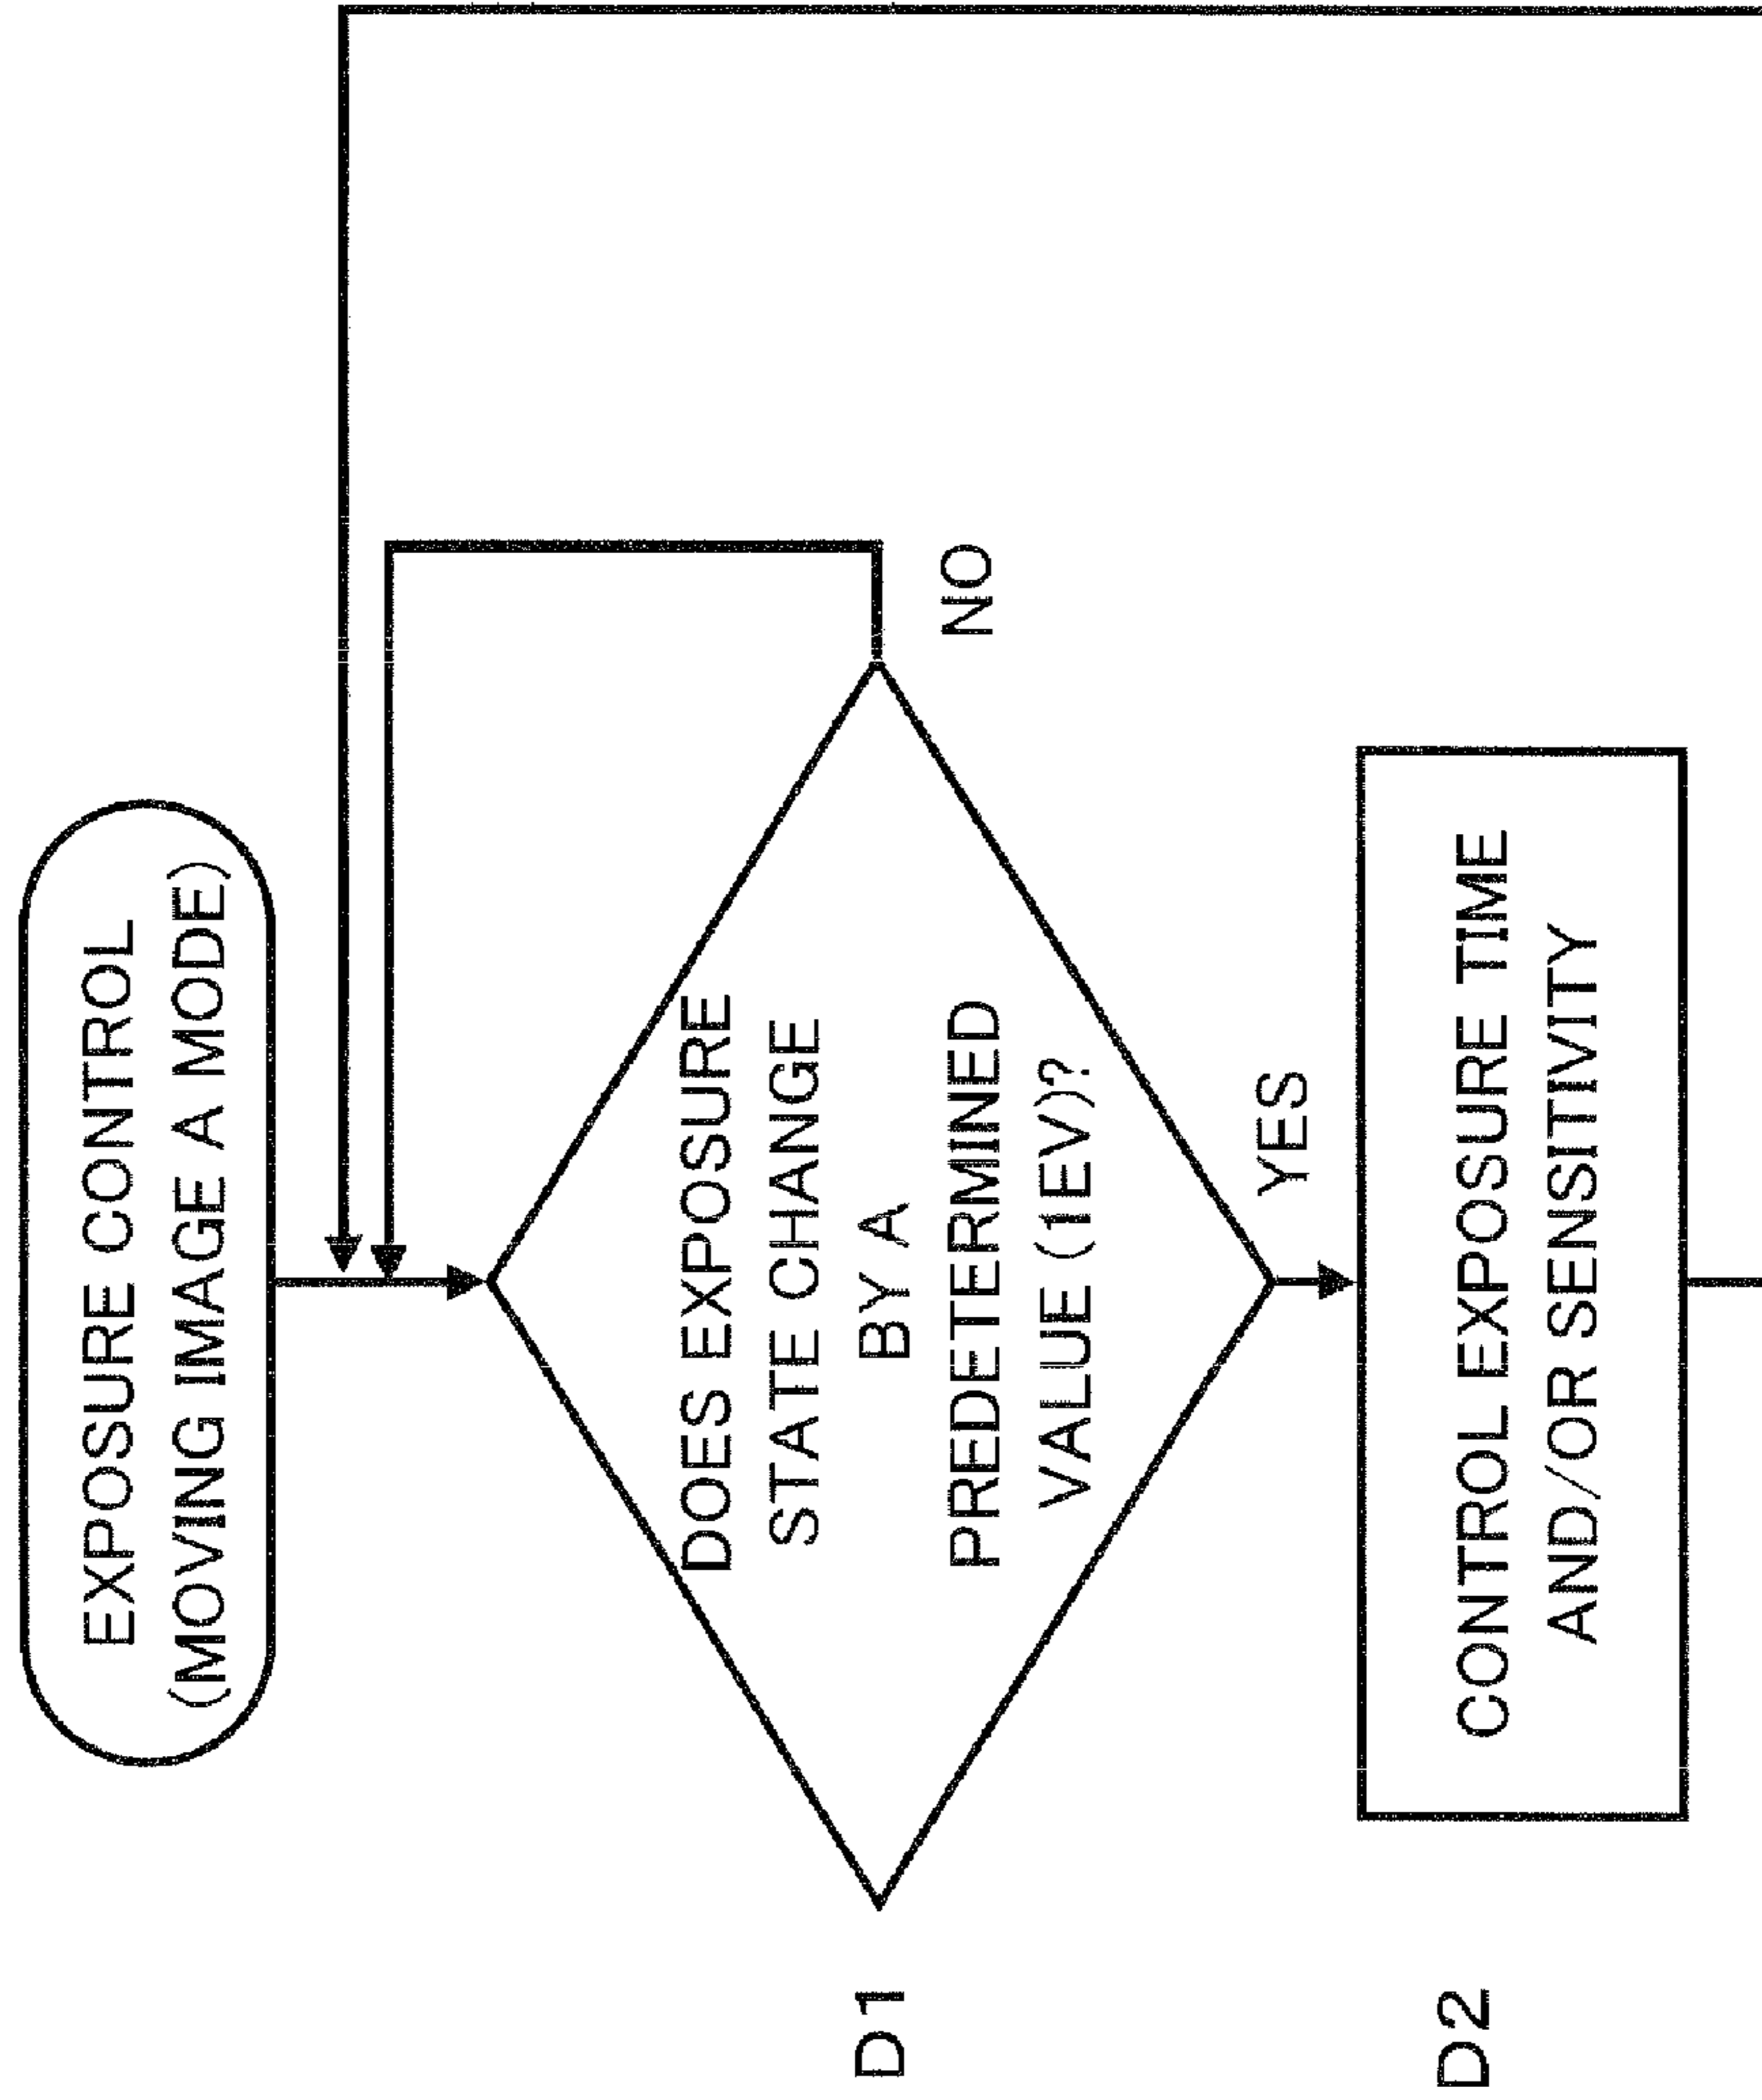 EXPOSURE CONTROL
(MOVING IMAGE A MODE)
D1
DOES EXPOSURE
STATE CHANGE
BY A
PREDETERMINED
VALUE (1EV)?
NO
YES
D2
CONTROL EXPOSURE TIME
AND/OR SENSITIVITY